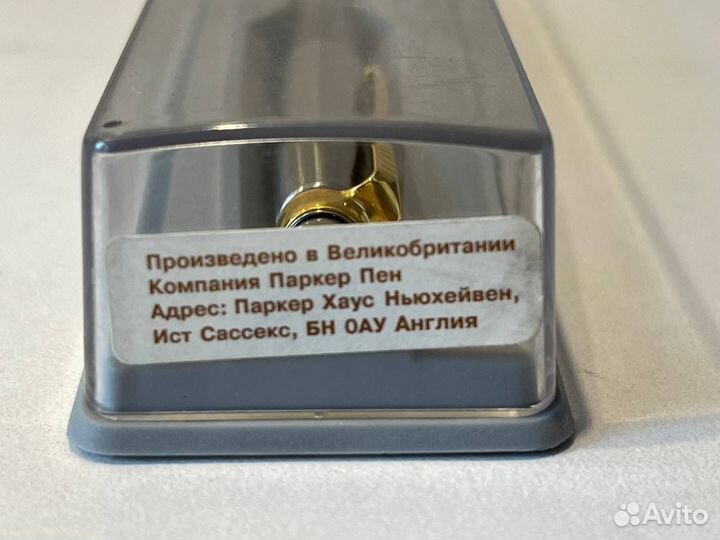 Произведено в Великобритании
Компания Паркер Пен
Адрес: Паркер Хаус Ньюхейвен,
Ист Сассекс, БН 0АУ Англия
Avito